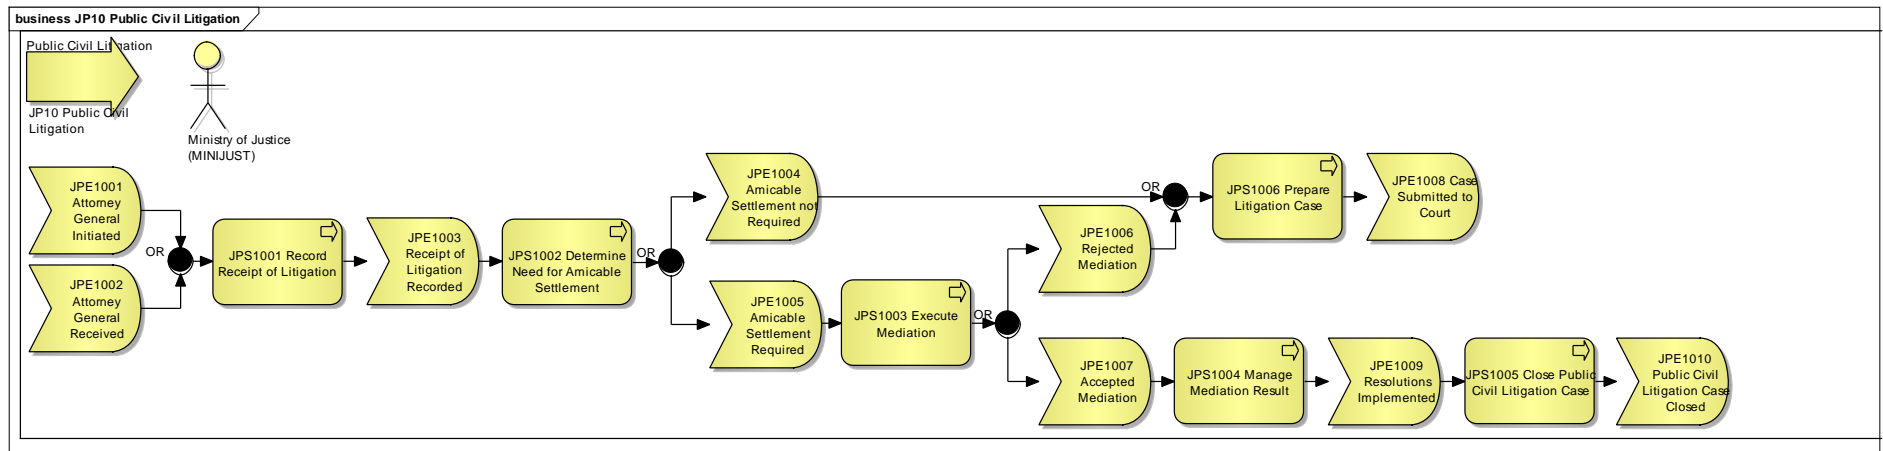 business JP10 Public Civil Litigation
Public Civil Litigation
JP10 Public Civil
Litigation
Ministry of Justice
(MINIJUST)
JPE1001
Attorney
General
Initiated
JPE1002
Attorney
General
Received
OR
JPS1001 Record
Receipt of Litigation
JPE1003
Receipt of
Litigation
Recorded
JPS1002 Determine
Need for Amicable
Settlement
OR
JPE1004
Amicable
Settlement not
Required
JPE1005
Amicable
Settlement
Required
JPS1003 Execute
Mediation
OR
JPE1006
Rejected
Mediation
JPE1007
Accepted
Mediation
OR
JPS1006 Prepare
Litigation Case
JPE1008 Case
Submitted to
Court
JPS1004 Manage
Mediation Result
JPE1009
Resolutions
Implemented
JPS1005 Close Public
Civil Litigation Case
JPE1010
Public Civil
Litigation Case
Closed